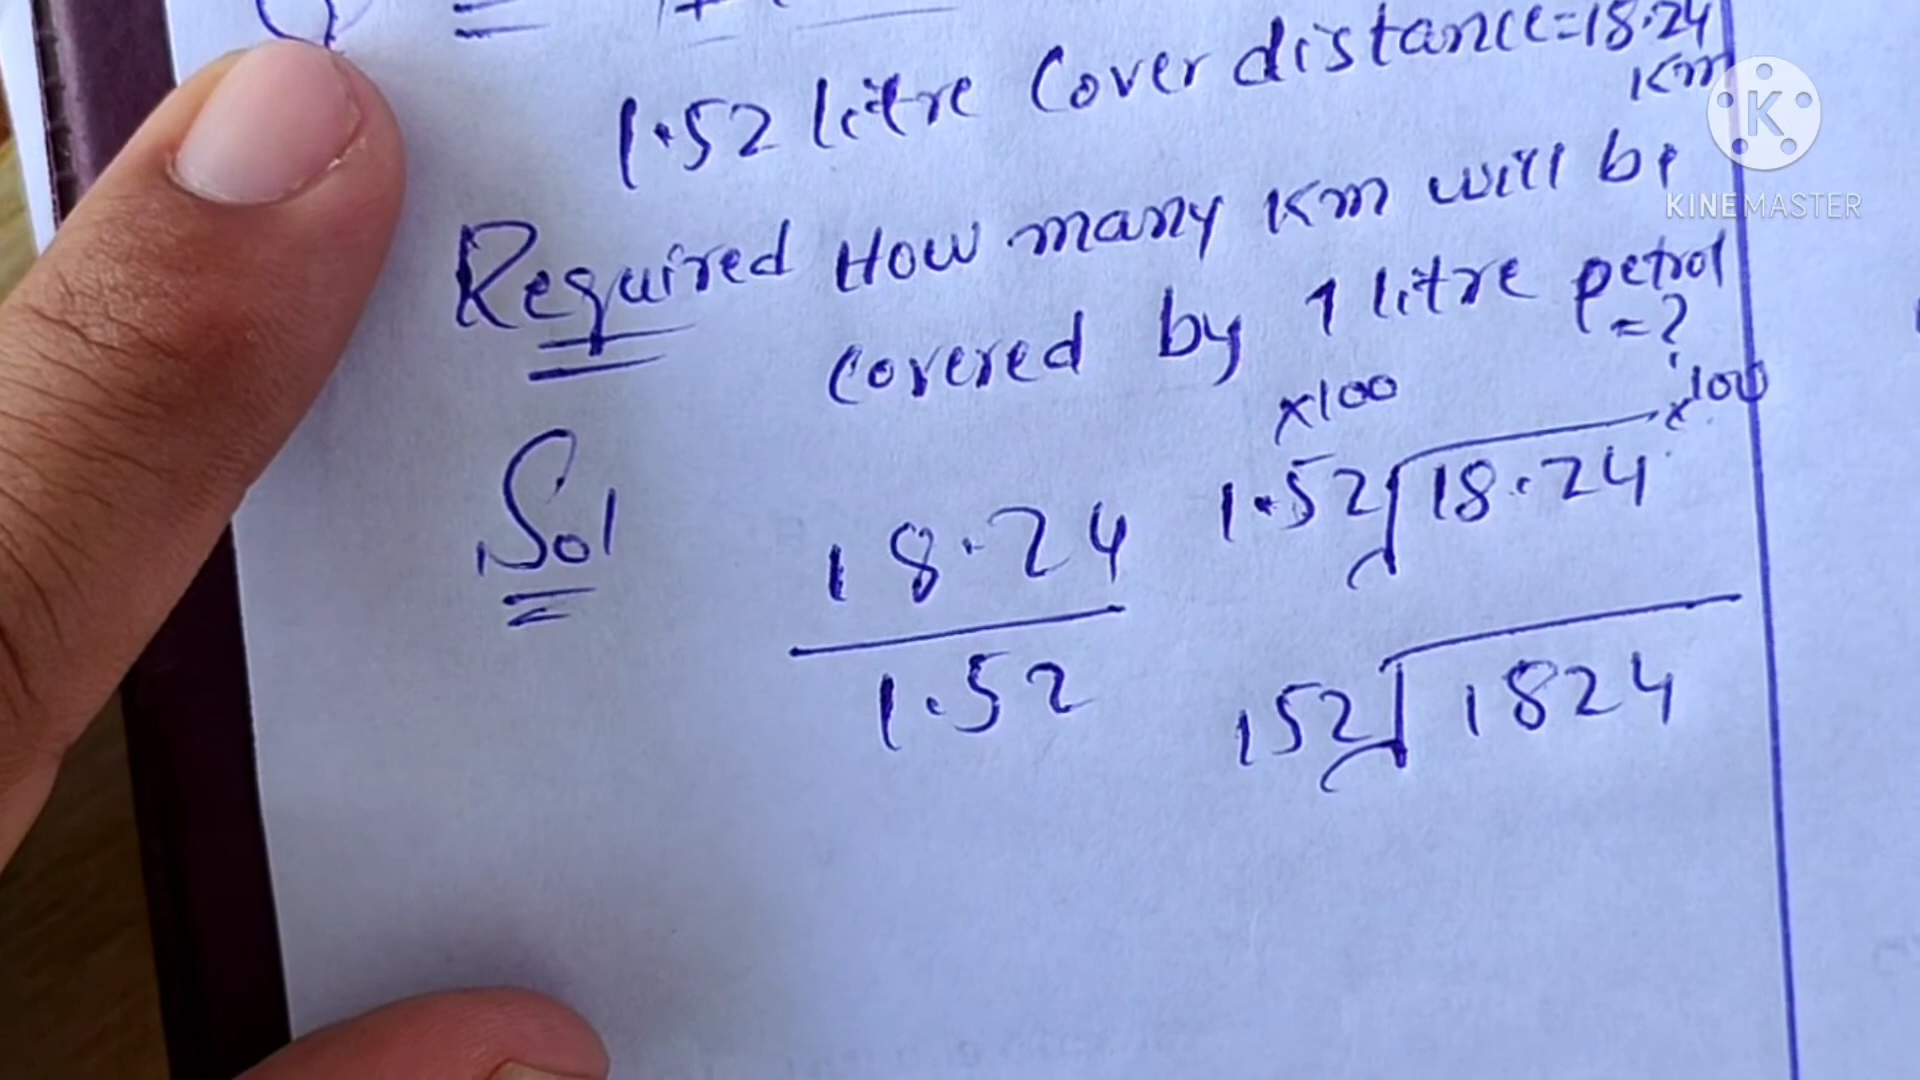 1.52 litre Cover distance=18.24
Km
Required How many Km will be
covered by 1 litre petrol
=?
×100 ×100
Sol 18.24 1.52 18.24
1.52 152 1824
K
KINEMASTER